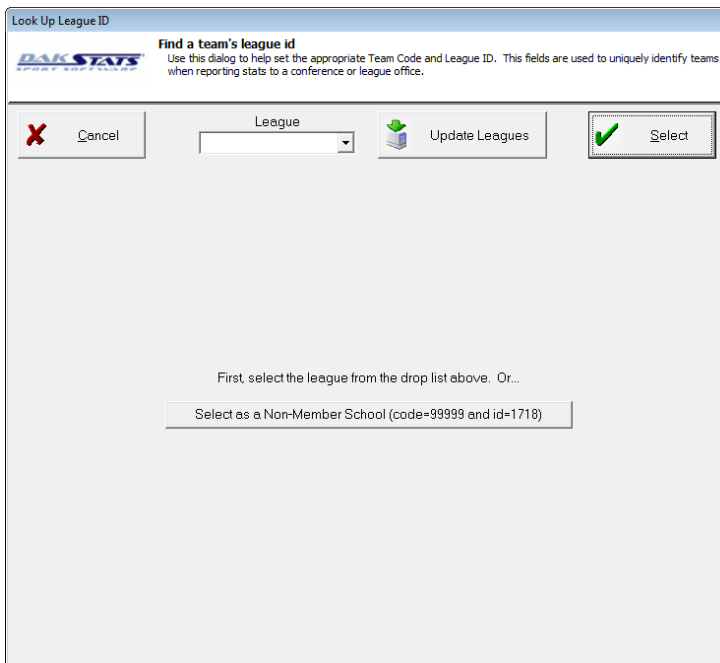 Look Up League ID
Find a team's league id
DAKSTATS
SPORT SOFTWARE
Use this dialog to help set the appropriate Team Code and League ID.  This fields are used to uniquely identify teams
when reporting stats to a conference or league office.
Cancel
League
Update Leagues
Select
First, select the league from the drop list above.  Or...
Select as a Non-Member School (code=99999 and id=1718)